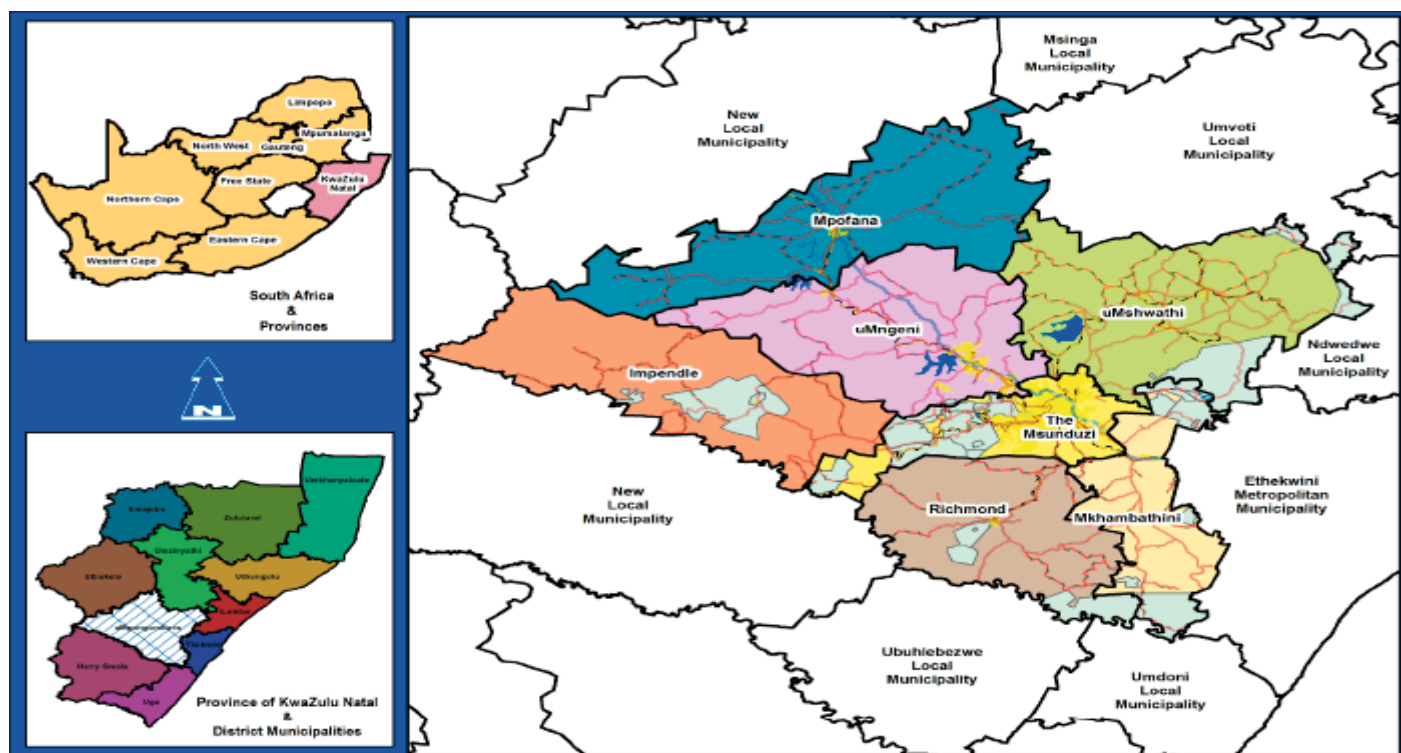 Limpopo
Mpumalanga
North West
Gauteng
KwaZulu
Natal
Free State
Northern Cape
Eastern Cape
Western Cape
South Africa
&
Provinces
N
Umkhanyakude
Amajuba
Zululand
Umzinyathi
Uthukela
Uthungulu
iLembe
Harry Gwala
Ugu
Province of KwaZulu Natal
&
District Municipalities
Msinga
Local
Municipality
New
Local
Municipality
Umvoti
Local
Municipality
Mpofana
uMshwathi
uMngeni
Ndwedwe
Local
Municipality
Impendle
The
Msunduzi
Ethekwini
Metropolitan
Municipality
New
Local
Municipality
Richmond
Mkhambathini
Ubuhlebezwe
Local
Municipality
Umdoni
Local
Municipality